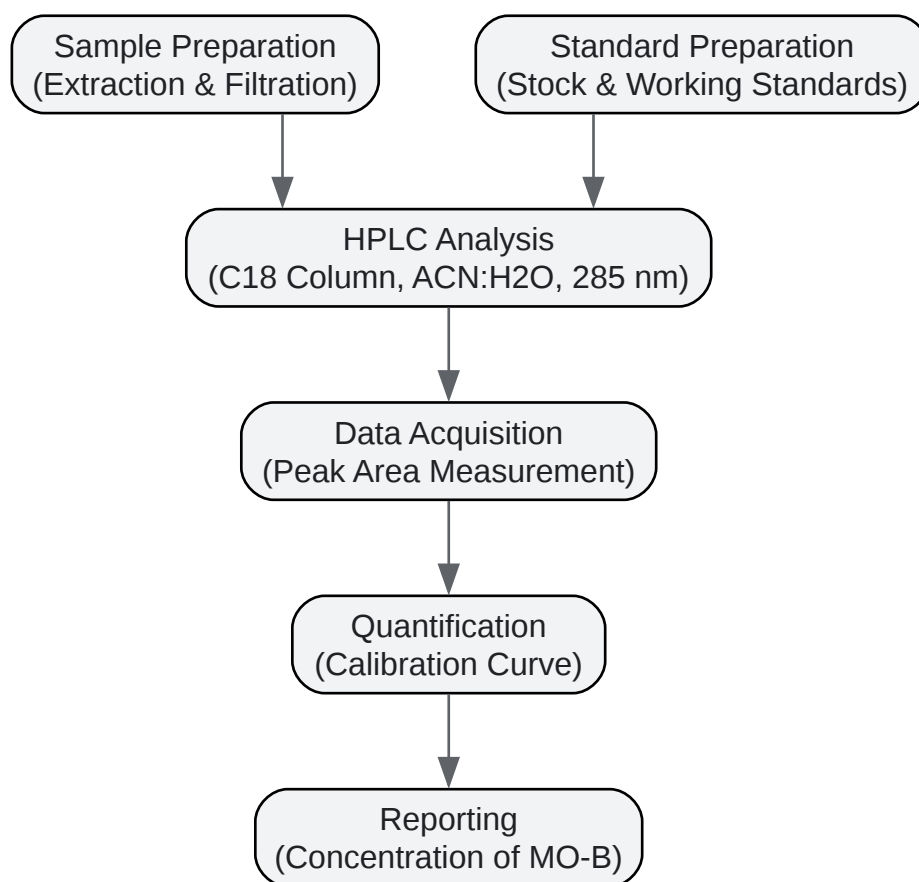 Sample Preparation
(Extraction & Filtration)
Standard Preparation
(Stock & Working Standards)
HPLC Analysis
(C18 Column, ACN:H2O, 285 nm)
Data Acquisition
(Peak Area Measurement)
Quantification
(Calibration Curve)
Reporting
(Concentration of MO-B)